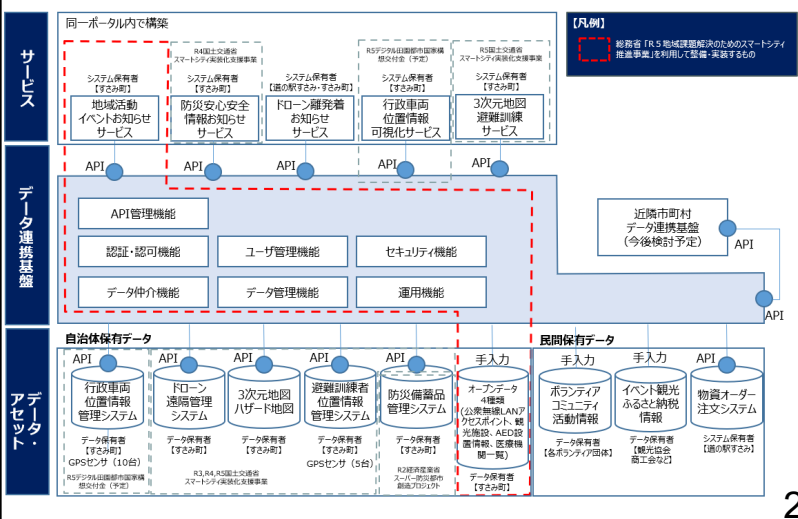 サービス
同一ポータル内で構築
システム保有者
【すさみ町】
地域活動
イベントお知らせ
サービス
R4国土交通省
スマートシティ実装化支援事業
システム保有者
【すさみ町】
防災安心安全
情報お知らせ
サービス
システム保有者
【道の駅すさみ・すさみ町】
ドローン離発着
お知らせ
サービス
R5デジタル田園都市国家構
想交付金（予定）
システム保有者
【すさみ町】
行政車両
位置情報
可視化サービス
R5国土交通省
スマートシティ実装化支援事業
システム保有者
【すさみ町】
3次元地図
避難訓練
サービス
【凡例】
総務省「R５地域課題解決のためのスマートシティ
推進事業」を利用して整備・実装するもの
API
API
API
API
API
データ連携基盤
API管理機能
認証・認可機能
ユーザ管理機能
セキュリティ機能
データ仲介機能
データ管理機能
運用機能
近隣市町村
データ連携基盤
（今後検討予定）
API
API
データ・
アセット
自治体保有データ
API
行政車両
位置情報
管理システム
データ保有者
【すさみ町】
GPSセンサ（10台）
R5デジタル田園都市国家構
想交付金（予定）
API
ドローン
遠隔管理
システム
データ保有者
【すさみ町】
API
3次元地図
ハザード地図
データ保有者
【すさみ町】
API
避難訓練者
位置情報
管理システム
データ保有者
【すさみ町】
GPSセンサ（5台）
R3,R4,R5国土交通省
スマートシティ実装化支援事業
API
防災備蓄品
管理システム
データ保有者
【すさみ町】
R2経済産業省
スーパー防災都市
創造プロジェクト
手入力
オープンデータ
4種類
(公衆無線LANア
クセスポイント、観
光施設、AED設
置情報、医療機
関一覧)
データ保有者
【すさみ町】
民間保有データ
手入力
ボランティア
コミュニティ
活動情報
データ保有者
【各ボランティア団体】
手入力
イベント観光
ふるさと納税
情報
データ保有者
【観光協会
商工会など】
API
物資オーダー
注文システム
システム保有者
【道の駅すさみ】
2